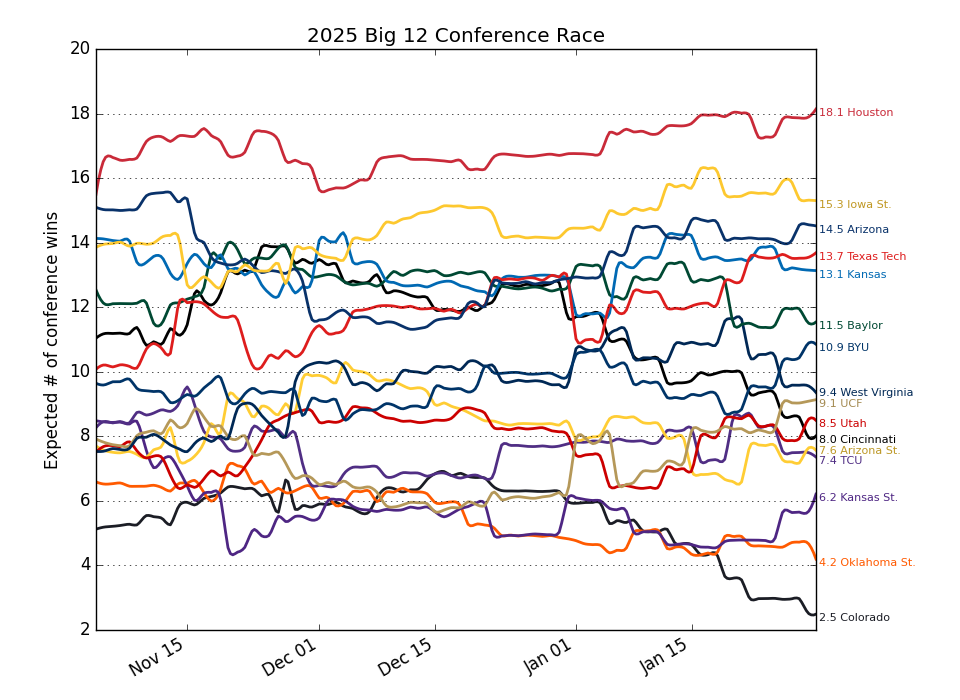 2025 Big 12 Conference Race
Expected # of conference wins
20
18
16
14
12
10
8
6
4
2
Nov 15
Dec 01
Dec 15
Jan 01
Jan 15
18.1 Houston
15.3 Iowa St.
14.5 Arizona
13.7 Texas Tech
13.1 Kansas
11.5 Baylor
10.9 BYU
9.4 West Virginia
9.1 UCF
8.5 Utah
8.0 Cincinnati
7.6 Arizona St.
7.4 TCU
6.2 Kansas St.
4.2 Oklahoma St.
2.5 Colorado